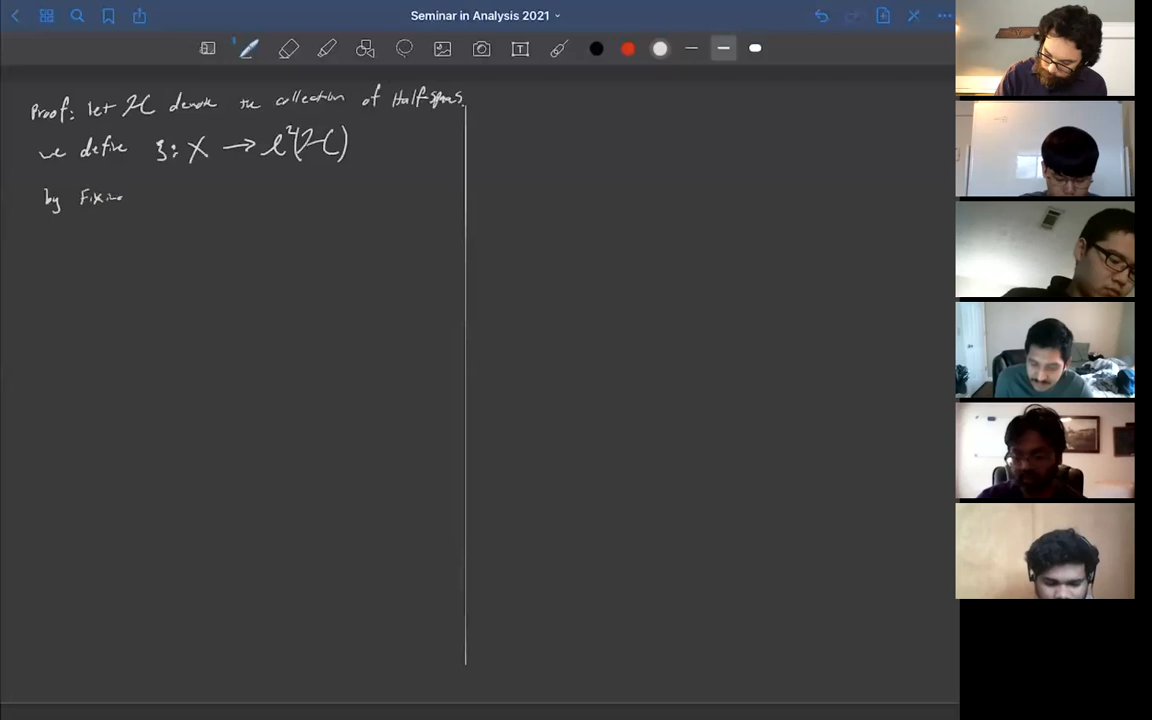 Seminar in Analysis 2021
Proof: let H denote the collection of Half-spaces.
we define ξ: X → ℓ²(H)
by Fixing